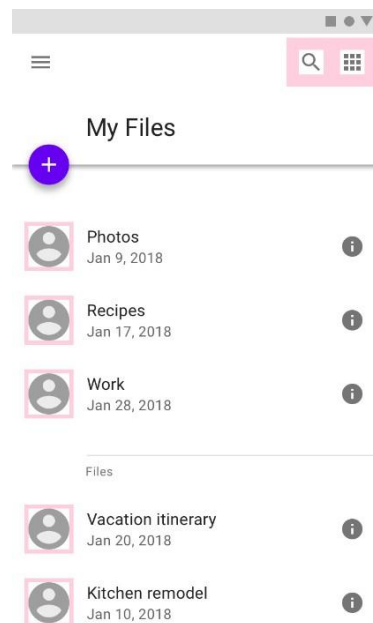 My Files
Photos
Jan 9, 2018
Recipes
Jan 17, 2018
Work
Jan 28, 2018
Files
Vacation itinerary
Jan 20, 2018
Kitchen remodel
Jan 10, 2018